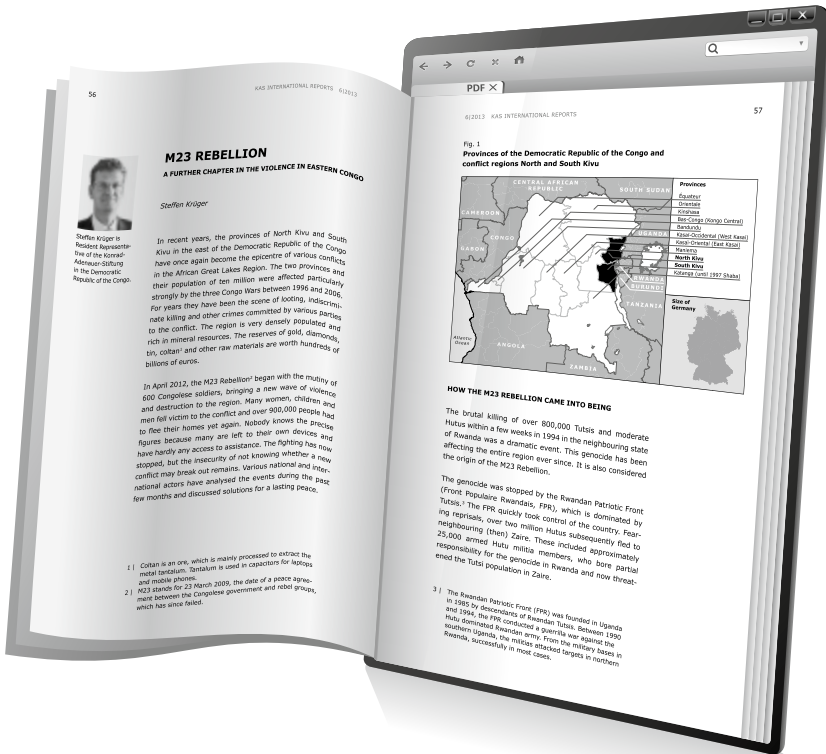 56
KAS INTERNATIONAL REPORTS 6|2013
M23 REBELLION
A FURTHER CHAPTER IN THE VIOLENCE IN EASTERN CONGO
Steffen Krüger
Steffen Krüger is
Resident Representa-
tive of the Konrad-
Adenauer-Stiftung
in the Democratic
Republic of the Congo.
In recent years, the provinces of North Kivu and South
Kivu in the east of the Democratic Republic of the Congo
have once again become the epicentre of various conflicts
in the African Great Lakes Region. The two provinces and
their population of ten million were affected particularly
strongly by the three Congo Wars between 1996 and 2006.
For years they have been the scene of looting, indiscrimi-
nate killing and other crimes committed by various parties
to the conflict. The region is very densely populated and
rich in mineral resources. The reserves of gold, diamonds,
tin, coltan¹ and other raw materials are worth hundreds of
billions of euros.
In April 2012, the M23 Rebellion² began with the mutiny of
600 Congolese soldiers, bringing a new wave of violence
and destruction to the region. Many women, children and
men fell victim to the conflict and over 900,000 people had
to flee their homes yet again. Nobody knows the precise
figures because many are left to their own devices and
have hardly any access to assistance. The fighting has now
stopped, but the insecurity of not knowing whether a new
conflict may break out remains. Various national and inter-
national actors have analysed the events during the past
few months and discussed solutions for a lasting peace.
1 | Coltan is an ore, which is mainly processed to extract the
metal tantalum. Tantalum is used in capacitors for laptops
and mobile phones.
2 | M23 stands for 23 March 2009, the date of a peace agree-
ment between the Congolese government and rebel groups,
which has since failed.
PDF
6|2013 KAS INTERNATIONAL REPORTS
57
Fig. 1
Provinces of the Democratic Republic of the Congo and
conflict regions North and South Kivu
CENTRAL AFRICAN
REPUBLIC
SOUTH SUDAN
CAMEROON
CONGO
GABON
UGANDA
RWANDA
BURUNDI
TANZANIA
Atlantic
Ocean
ANGOLA
ZAMBIA
Provinces
Équateur
Orientale
Kinshasa
Bas-Congo (Kongo Central)
Bandundu
Kasaï-Occidental (West Kasai)
Kasaï-Oriental (East Kasai)
Maniema
North Kivu
South Kivu
Katanga (until 1997 Shaba)
Size of
Germany
HOW THE M23 REBELLION CAME INTO BEING
The brutal killing of over 800,000 Tutsis and moderate
Hutus within a few weeks in 1994 in the neighbouring state
of Rwanda was a dramatic event. This genocide has been
affecting the entire region ever since. It is also considered
the origin of the M23 Rebellion.
The genocide was stopped by the Rwandan Patriotic Front
(Front Populaire Rwandais, FPR), which is dominated by
Tutsis.³ The FPR quickly took control of the country. Fear-
ing reprisals, over two million Hutus subsequently fled to
neighbouring (then) Zaire. These included approximately
25,000 armed Hutu militia members, who bore partial
responsibility for the genocide in Rwanda and now threat-
ened the Tutsi population in Zaire.
3 | The Rwandan Patriotic Front (FPR) was founded in Uganda
in 1985 by descendants of Rwandan Tutsis. Between 1990
and 1994, the FPR conducted a guerrilla war against the
Hutu dominated Rwandan army. From the military bases in
southern Uganda, the militias attacked targets in northern
Rwanda, successfully in most cases.